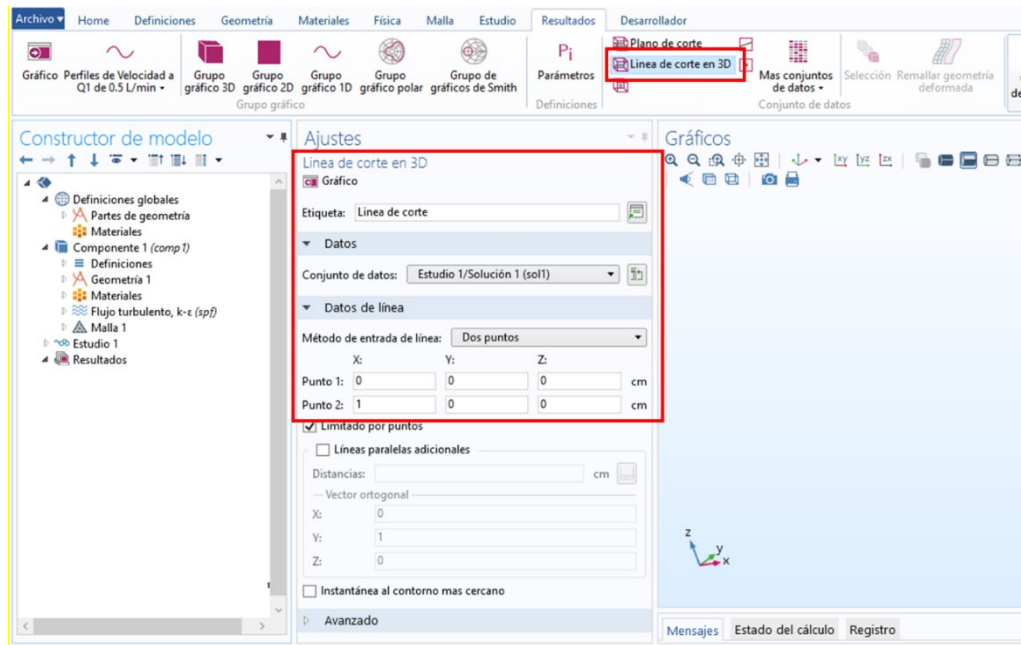 Archivo Home Definiciones Geometría Materiales Física Malla Estudio Resultados Desarrollador
Gráfico
Perfiles de Velocidad a
Q1 de 0.5 L/min
Grupo
gráfico 3D
Grupo
gráfico 2D
Grupo
gráfico 1D
Grupo
gráfico polar
Grupo de
gráficos de Smith
Grupo gráfico
Pi
Parámetros
Definiciones
Plano de corte
Linea de corte en 3D
Mas conjuntos
de datos
Selección
Remallar geometría
deformada
Conjunto de datos
de
Constructor de modelo
Definiciones globales
Partes de geometría
Materiales
Componente 1 (comp 1)
Definiciones
Geometría 1
Materiales
Flujo turbulento, k-ε (spf)
Malla 1
Estudio 1
Resultados
Ajustes
Linea de corte en 3D
Gráfico
Etiqueta: Linea de corte
Datos
Conjunto de datos: Estudio 1/Solución 1 (sol1)
Datos de línea
Método de entrada de línea: Dos puntos
X: Y: Z:
Punto 1: 0 0 0 cm
Punto 2: 1 0 0 cm
Limitado por puntos
Líneas paralelas adicionales
Distancias: cm
Vector ortogonal
X: 0
Y: 1
Z: 0
Instantánea al contorno mas cercano
Avanzado
Gráficos
xy yz zx
z
y
x
Mensajes Estado del cálculo Registro